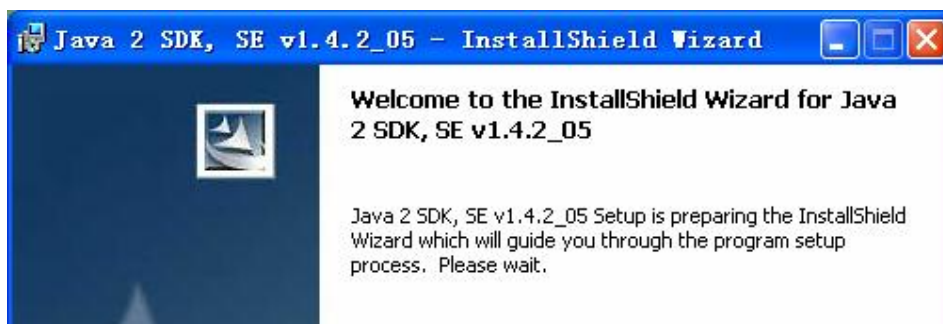 Java 2 SDK, SE v1.4.2_05 - InstallShield Wizard
Welcome to the InstallShield Wizard for Java
2 SDK, SE v1.4.2_05
Java 2 SDK, SE v1.4.2_05 Setup is preparing the InstallShield
Wizard which will guide you through the program setup
process. Please wait.